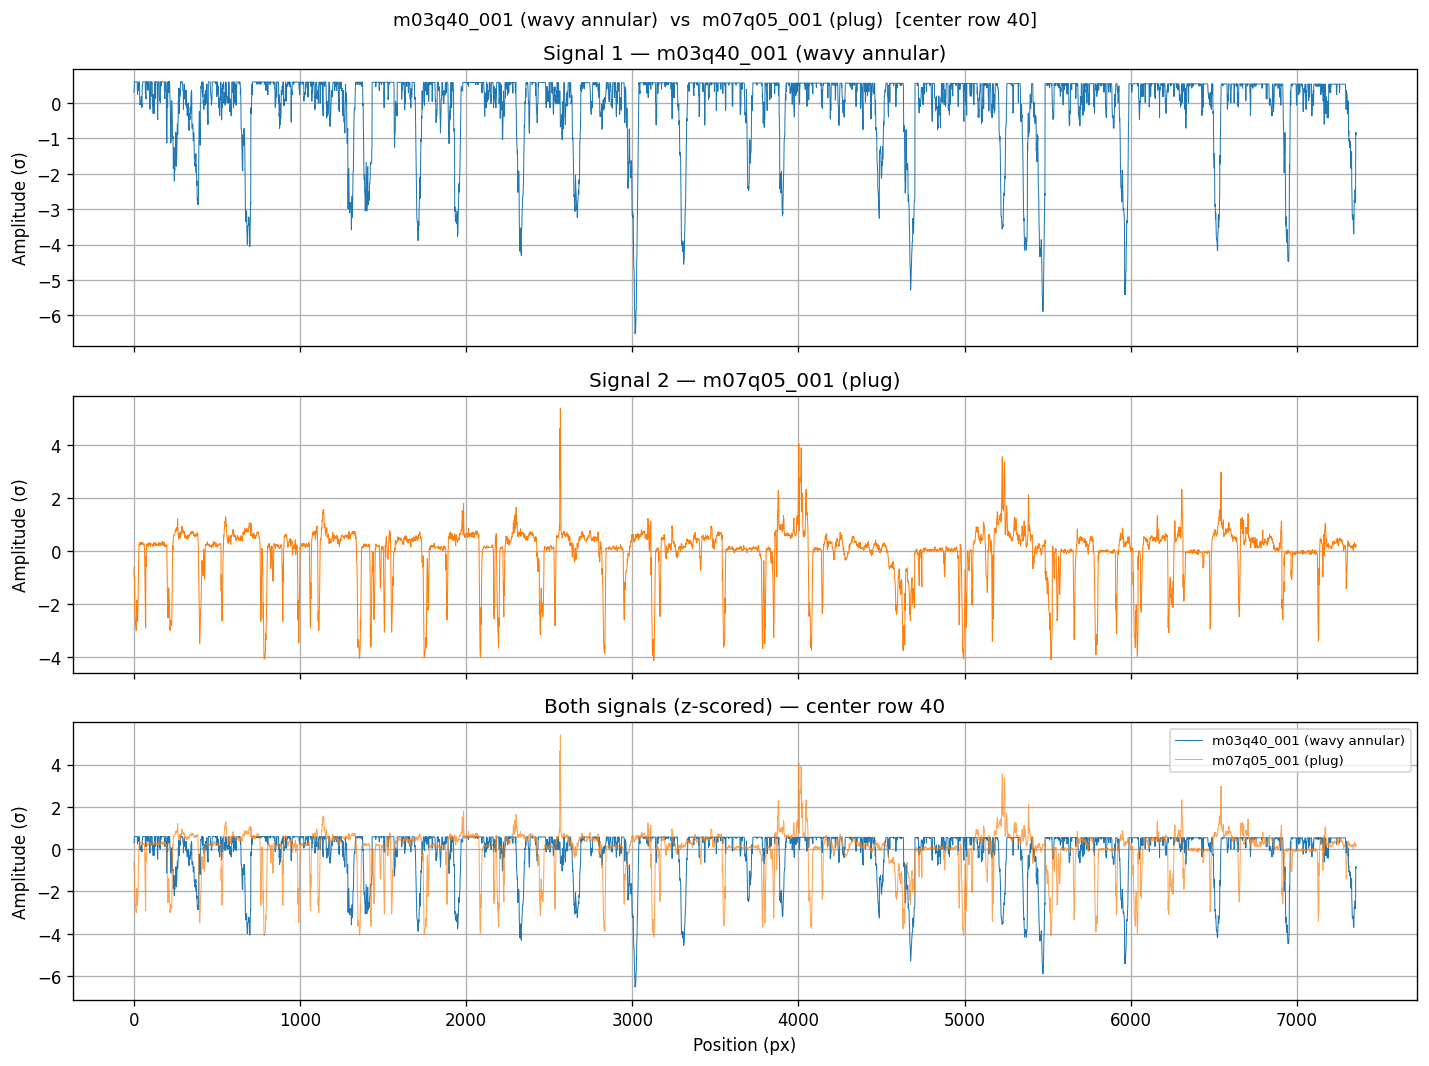 m03q40_001 (wavy annular)  vs  m07q05_001 (plug)  [center row 40]
Signal 1 — m03q40_001 (wavy annular)
0
−1
−2
−3
−4
−5
−6
Amplitude (σ)
Signal 2 — m07q05_001 (plug)
4
2
0
−2
−4
Amplitude (σ)
Both signals (z-scored) — center row 40
m03q40_001 (wavy annular)
m07q05_001 (plug)
4
2
0
−2
−4
−6
Amplitude (σ)
0 1000 2000 3000 4000 5000 6000 7000
Position (px)